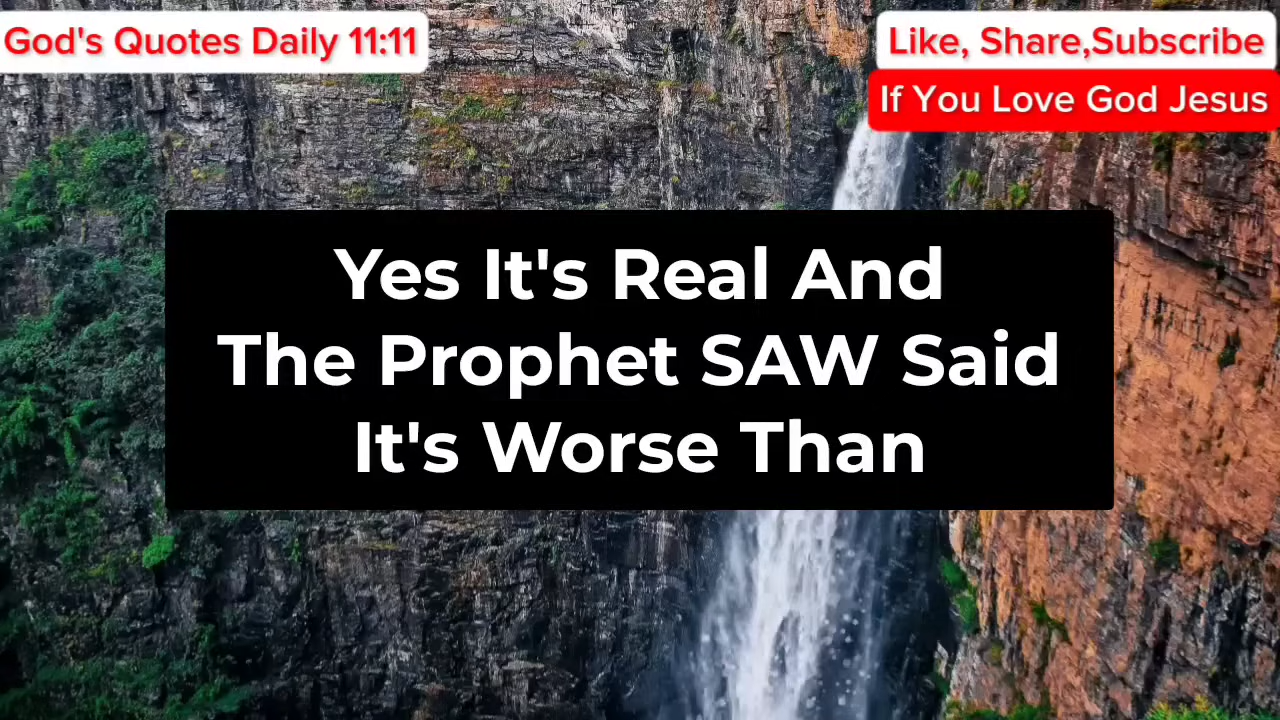 God's Quotes Daily 11:11
Like, Share,Subscribe
If You Love God Jesus
Yes It's Real And
The Prophet SAW Said
It's Worse Than